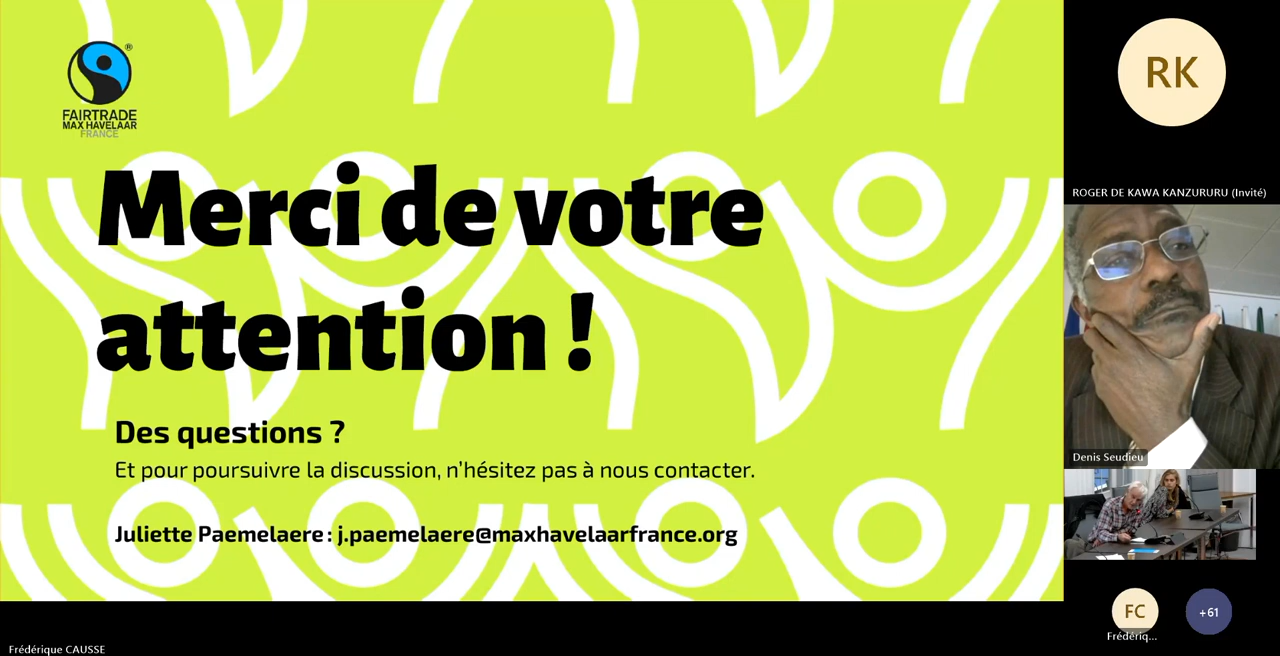 ®
FAIRTRADE
MAX HAVELAAR
FRANCE
Merci de votre
attention !
Des questions ?
Et pour poursuivre la discussion, n'hésitez pas à nous contacter.
Juliette Paemelaere : j.paemelaere@maxhavelaarfrance.org
Frédérique CAUSSE
RK
ROGER DE KAWA KANZURURU (Invité)
Denis Seudieu
FC
+61
Frédériq...